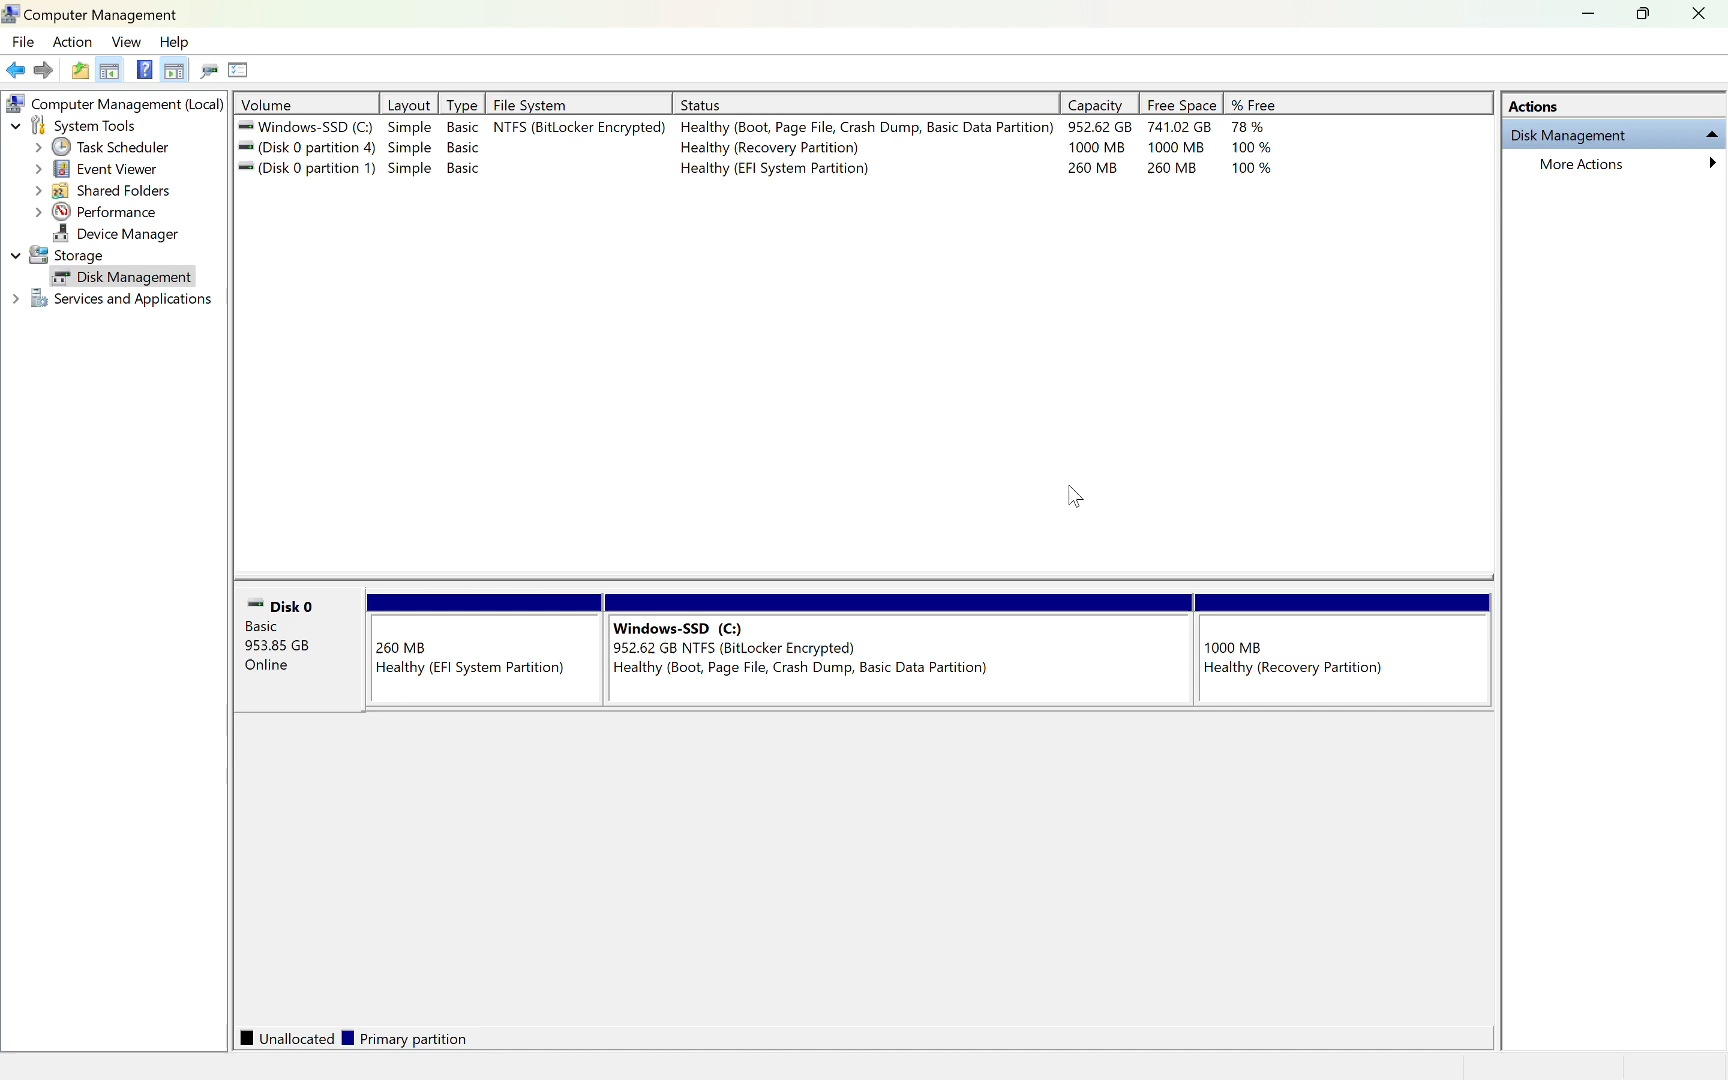 Computer Management
File Action View Help
Computer Management (Local)
System Tools
Task Scheduler
Event Viewer
Shared Folders
Performance
Device Manager
Storage
Disk Management
Services and Applications
Volume Layout Type File System Status Capacity Free Space % Free
Windows-SSD (C:) Simple Basic NTFS (BitLocker Encrypted) Healthy (Boot, Page File, Crash Dump, Basic Data Partition) 952.62 GB 741.02 GB 78 %
(Disk 0 partition 4) Simple Basic Healthy (Recovery Partition) 1000 MB 1000 MB 100 %
(Disk 0 partition 1) Simple Basic Healthy (EFI System Partition) 260 MB 260 MB 100 %
Disk 0
Basic
953.85 GB
Online
260 MB
Healthy (EFI System Partition)
Windows-SSD (C:)
952.62 GB NTFS (BitLocker Encrypted)
Healthy (Boot, Page File, Crash Dump, Basic Data Partition)
1000 MB
Healthy (Recovery Partition)
Unallocated Primary partition
Actions
Disk Management
More Actions